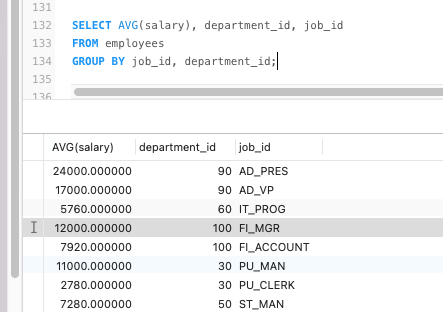 131
132 SELECT AVG(salary), department_id, job_id
133 FROM employees
134 GROUP BY job_id, department_id;
135
136
AVG(salary) department_id job_id
24000.000000 90 AD_PRES
17000.000000 90 AD_VP
5760.000000 60 IT_PROG
12000.000000 100 FI_MGR
7920.000000 100 FI_ACCOUNT
11000.000000 30 PU_MAN
2780.000000 30 PU_CLERK
7280.000000 50 ST_MAN